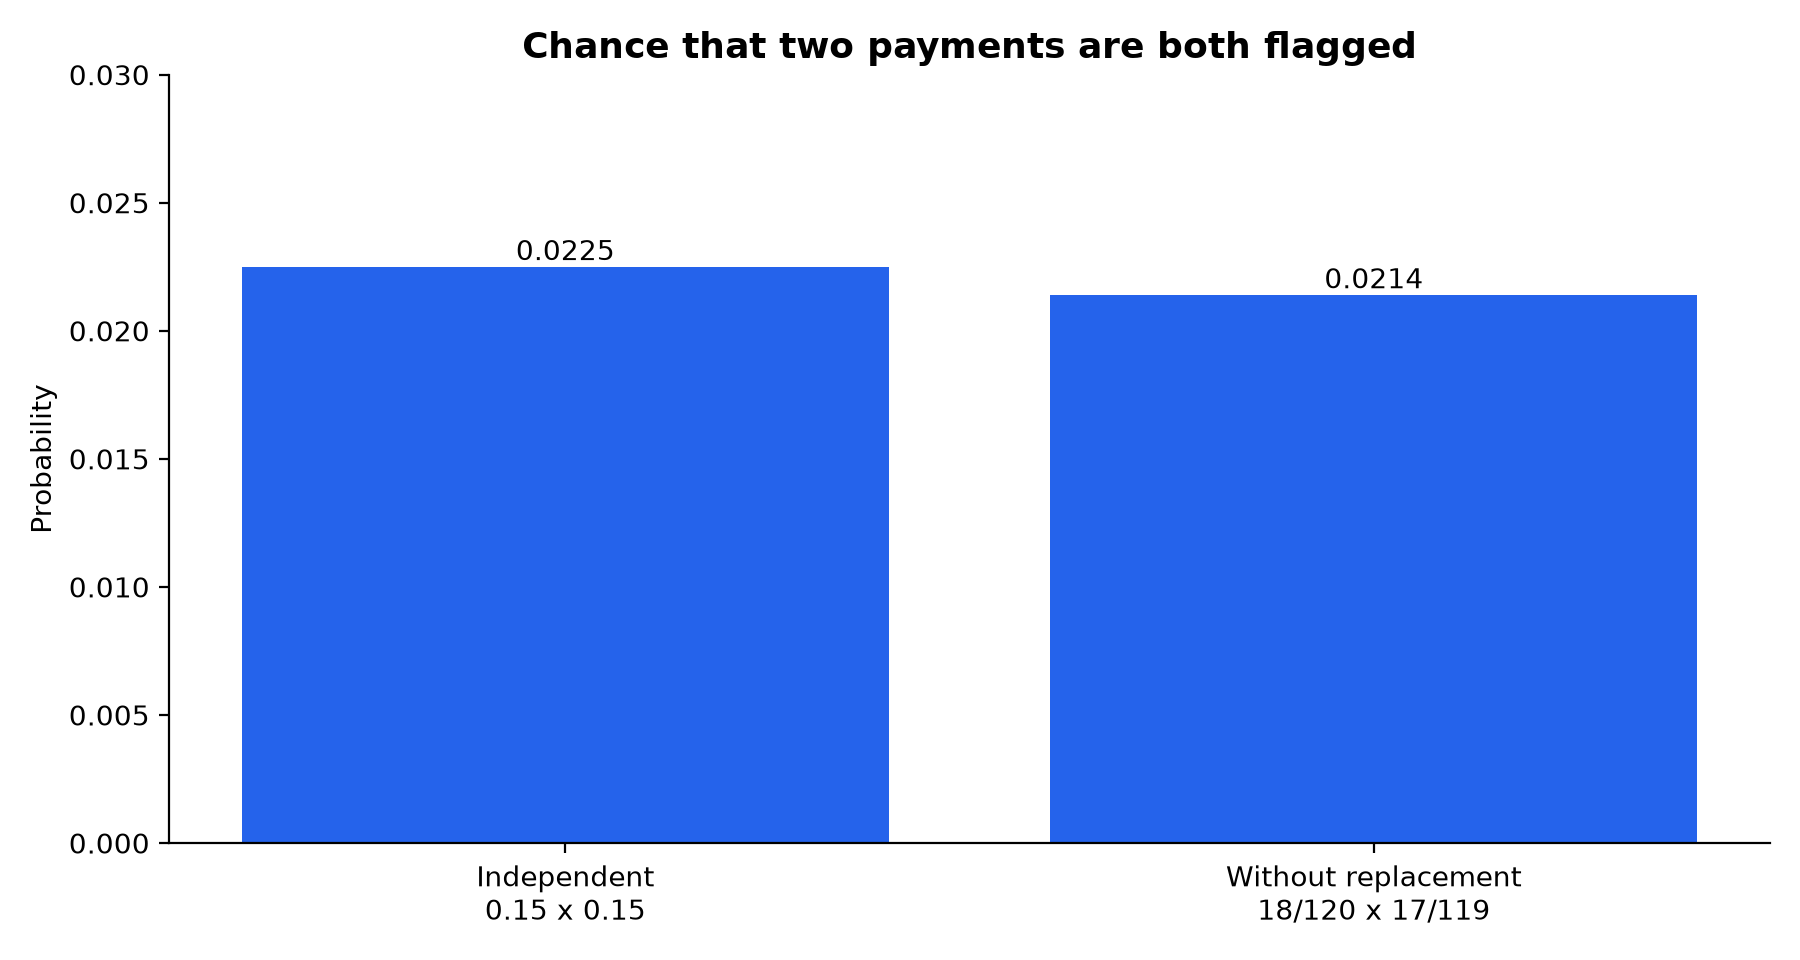 Chance that two payments are both flagged
0.030
0.025
0.020
0.015
0.010
0.005
0.000
Probability
0.0225
0.0214
Independent
0.15 x 0.15
Without replacement
18/120 x 17/119